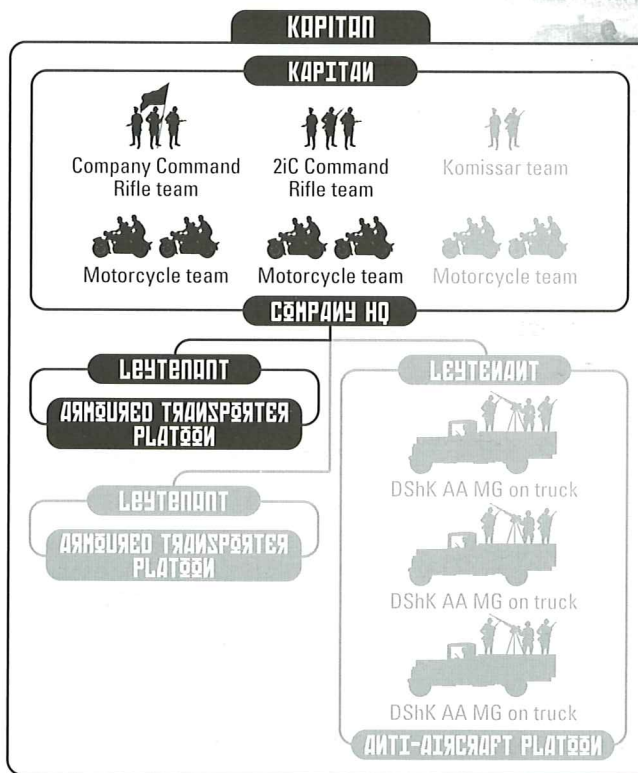 KAPITAN
KAPITAN
Company Command
Rifle team
2iC Command
Rifle team
Komissar team
Motorcycle team
Motorcycle team
Motorcycle team
COMPANY HQ
LEYTENANT
ARMOURED TRANSPORTER
PLATOON
LEYTENANT
ARMOURED TRANSPORTER
PLATOON
LEYTENANT
DShK AA MG on truck
DShK AA MG on truck
DShK AA MG on truck
ANTI-AIRCRAFT PLATOON